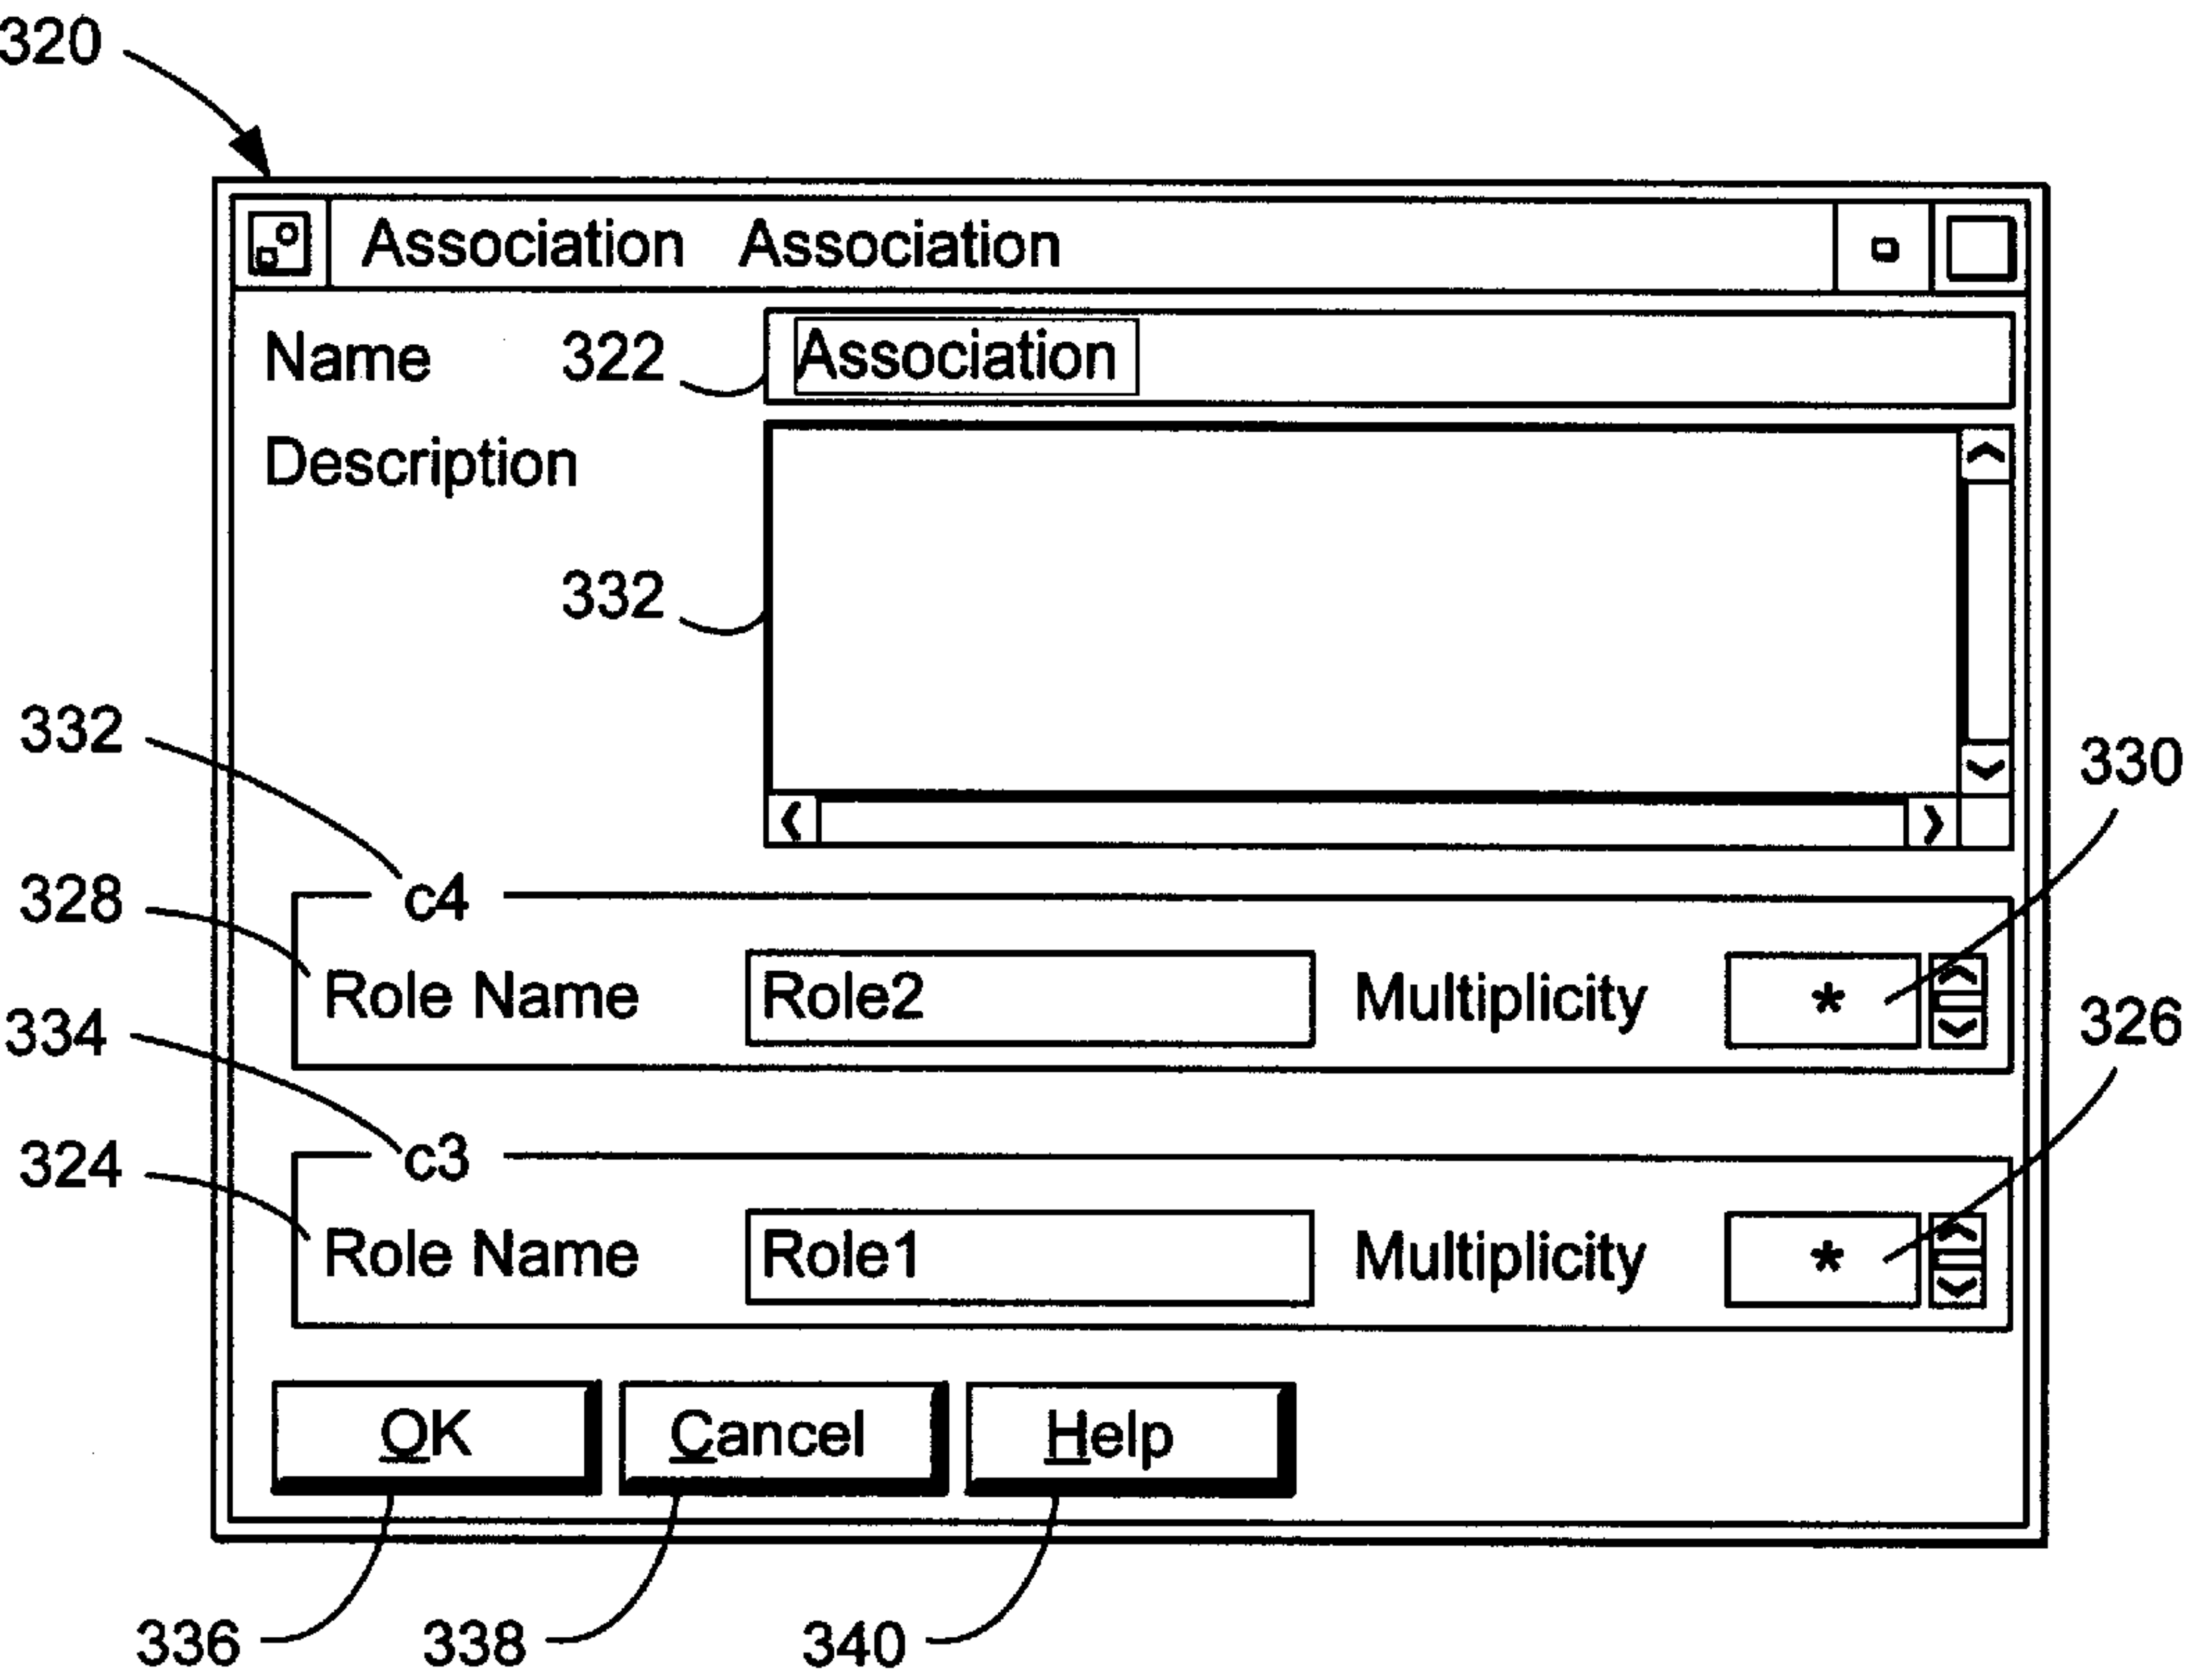 320
Association Association
Name 322 Association
Description
332
332
330
328
c4
Role Name Role2 Multiplicity *
334
326
324
c3
Role Name Role1 Multiplicity *
OK Cancel Help
336 338 340